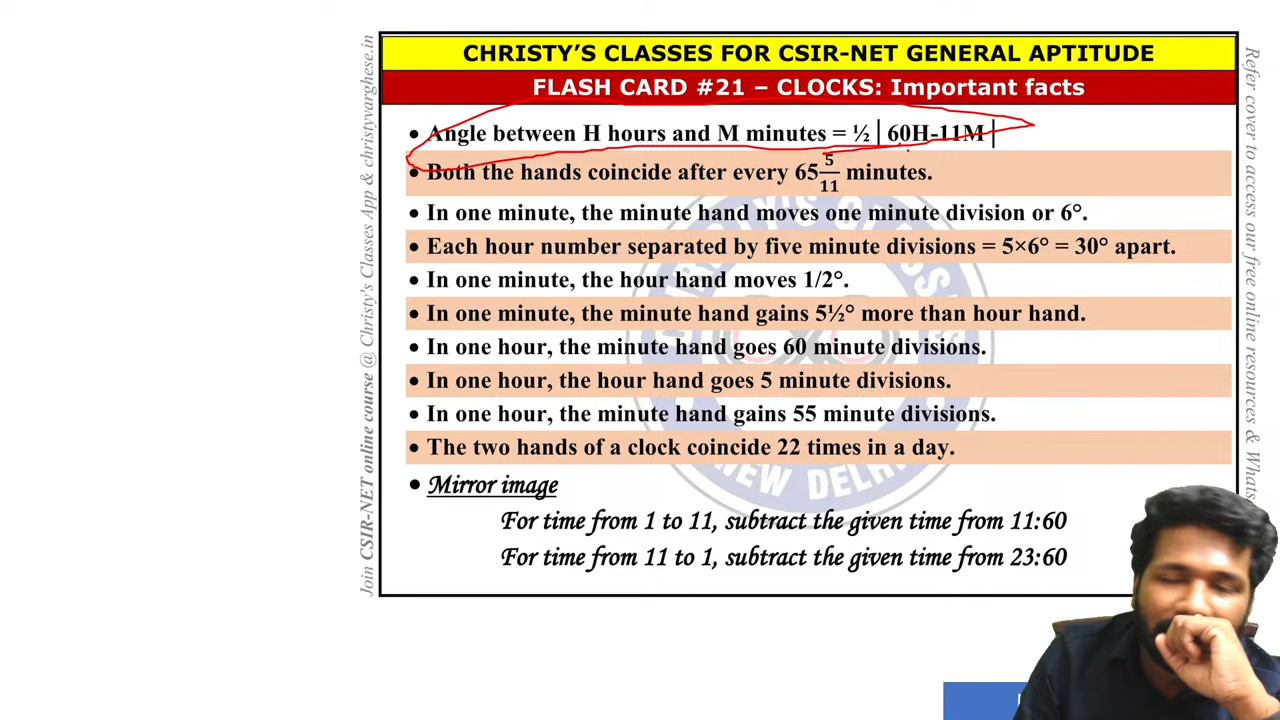 CHRISTY'S CLASSES FOR CSIR-NET GENERAL APTITUDE
FLASH CARD #21 – CLOCKS: Important facts
• Angle between H hours and M minutes = ½|60H-11M|
• Both the hands coincide after every 65 5/11 minutes.
• In one minute, the minute hand moves one minute division or 6°.
• Each hour number separated by five minute divisions = 5×6° = 30° apart.
• In one minute, the hour hand moves 1/2°.
• In one minute, the minute hand gains 5½° more than hour hand.
• In one hour, the minute hand goes 60 minute divisions.
• In one hour, the hour hand goes 5 minute divisions.
• In one hour, the minute hand gains 55 minute divisions.
• The two hands of a clock coincide 22 times in a day.
• Mirror image
For time from 1 to 11, subtract the given time from 11:60
For time from 11 to 1, subtract the given time from 23:60
Join CSIR-NET online course @ Christy's Classes App & christyvarghese.in
Refer cover to access our free online resources &
NEW DELHI